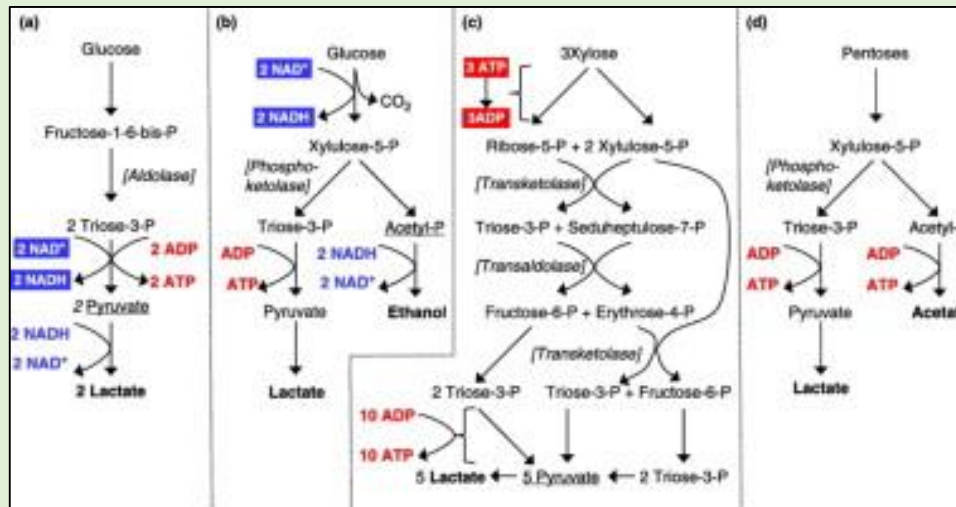 (a)
Glucose
Fructose-1-6-bis-P
[Aldolase]
2 Triose-3-P
2 NAD⁺
2 ADP
2 NADH
2 ATP
2 Pyruvate
2 NADH
2 NAD⁺
2 Lactate
(b)
Glucose
2 NAD⁺
CO₂
2 NADH
Xylulose-5-P
[Phospho-
ketolase]
Triose-3-P
Acetyl-P
ADP
2 NADH
ATP
2 NAD⁺
Pyruvate
Ethanol
Lactate
(c)
3Xylose
3 ATP
3ADP
Ribose-5-P + 2 Xylulose-5-P
[Transketolase]
Triose-3-P + Seduheptulose-7-P
[Transaldolase]
Fructose-6-P + Erythrose-4-P
[Transketolase]
2 Triose-3-P
Triose-3-P + Fructose-6-P
10 ADP
10 ATP
5 Lactate
5 Pyruvate
2 Triose-3-P
(d)
Pentoses
Xylulose-5-P
[Phospho-
ketolase]
Triose-3-P
Acetyl-
ADP
ADP
ATP
ATP
Pyruvate
Acetat
Lactate